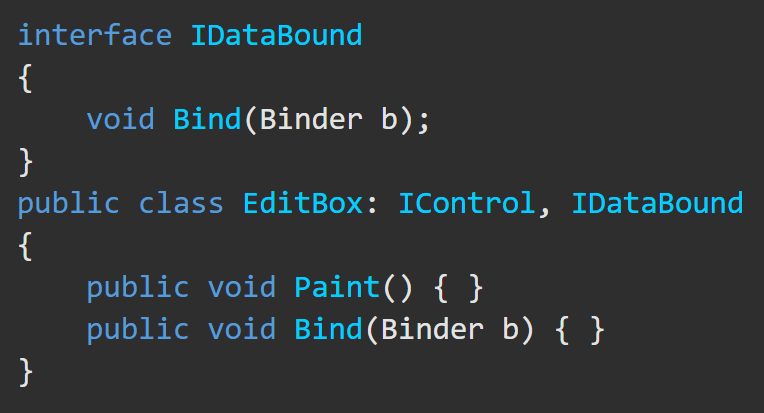 interface IDataBound
{
    void Bind(Binder b);
}
public class EditBox: IControl, IDataBound
{
    public void Paint() { }
    public void Bind(Binder b) { }
}